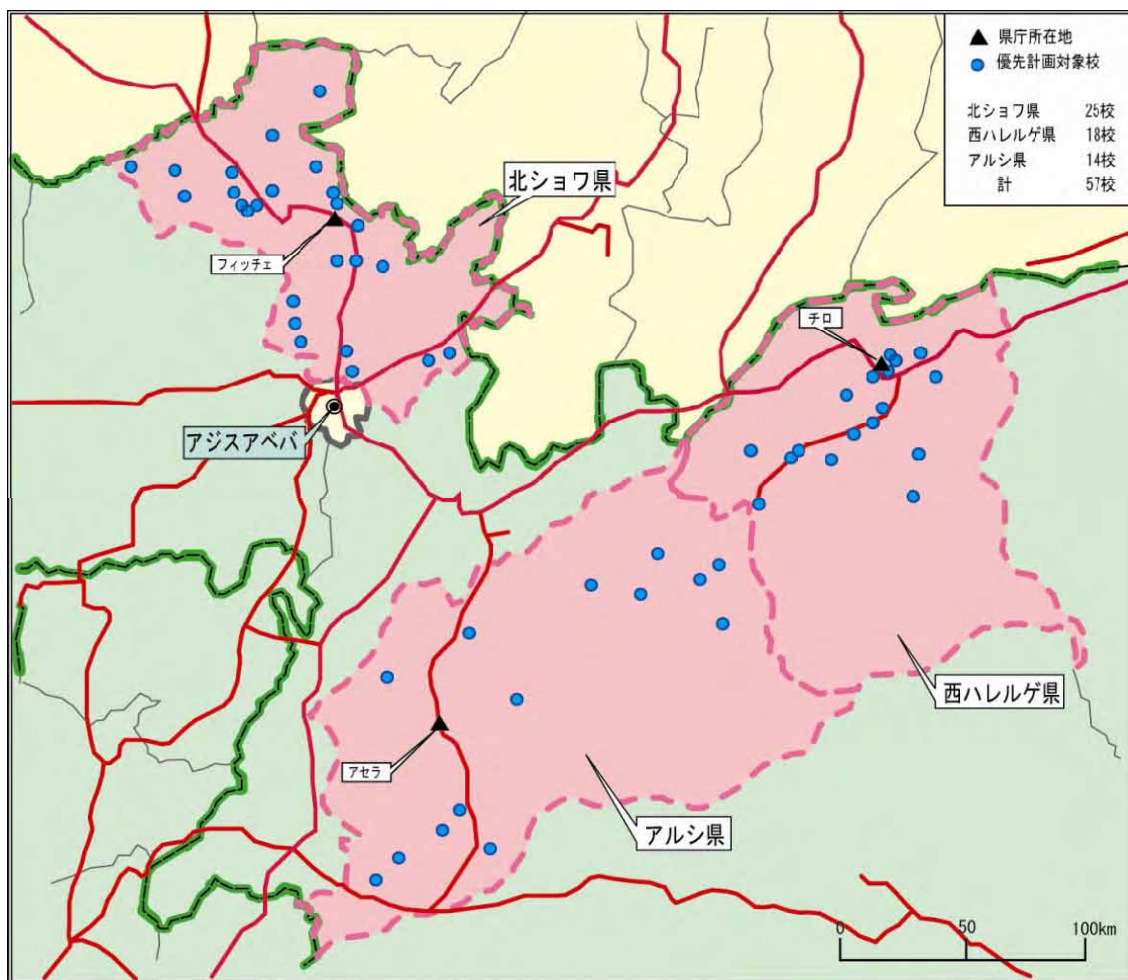 県庁所在地
優先計画対象校
北ショワ県 25校
西ハレルゲ県 18校
アルシ県 14校
計 57校
北ショワ県
フィッチェ
チロ
アジスアベバ
西ハレルゲ県
アセラ
アルシ県
0 50 100km